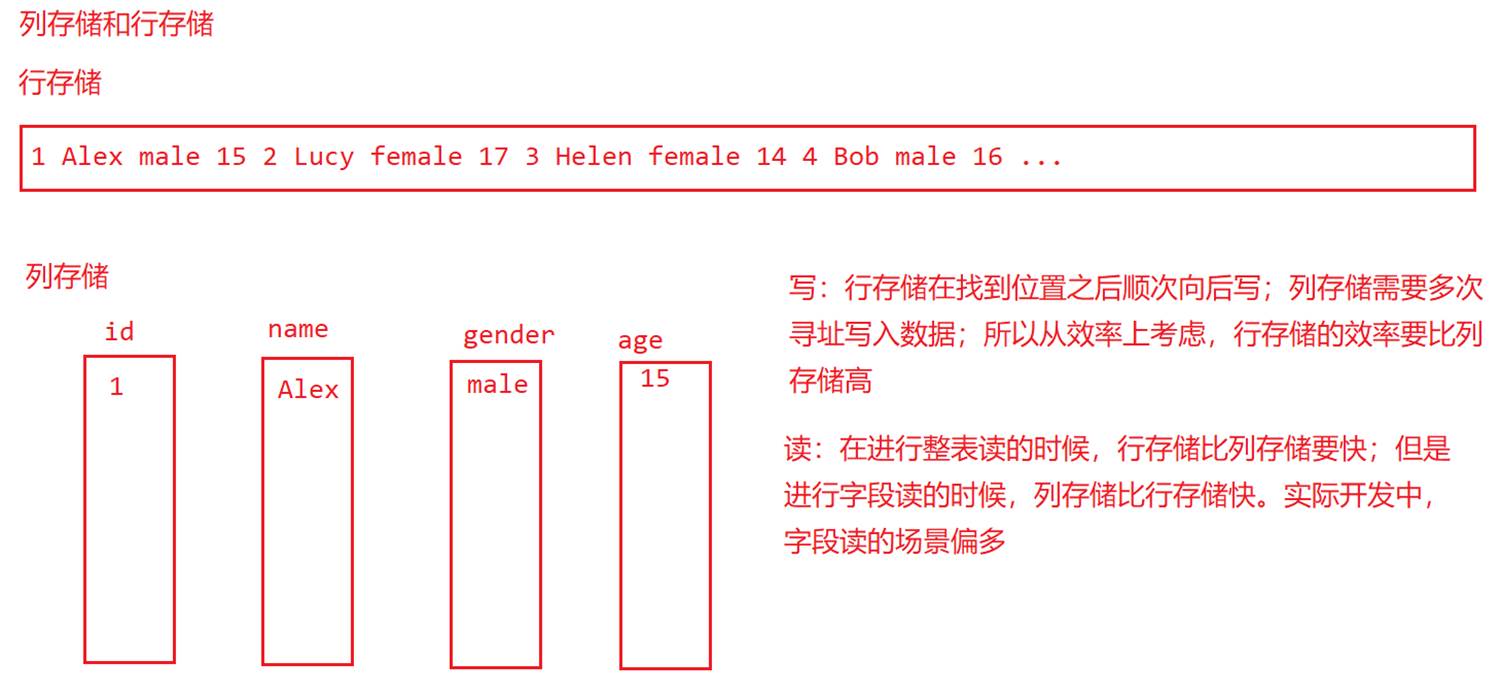 列存储和行存储
行存储
1 Alex male 15 2 Lucy female 17 3 Helen female 14 4 Bob male 16 ...
列存储
id name gender age
1 Alex male 15
写：行存储在找到位置之后顺次向后写；列存储需要多次
寻址写入数据；所以从效率上考虑，行存储的效率要比列
存储高
读：在进行整表读的时候，行存储比列存储要快；但是
进行字段读的时候，列存储比行存储快。实际开发中，
字段读的场景偏多